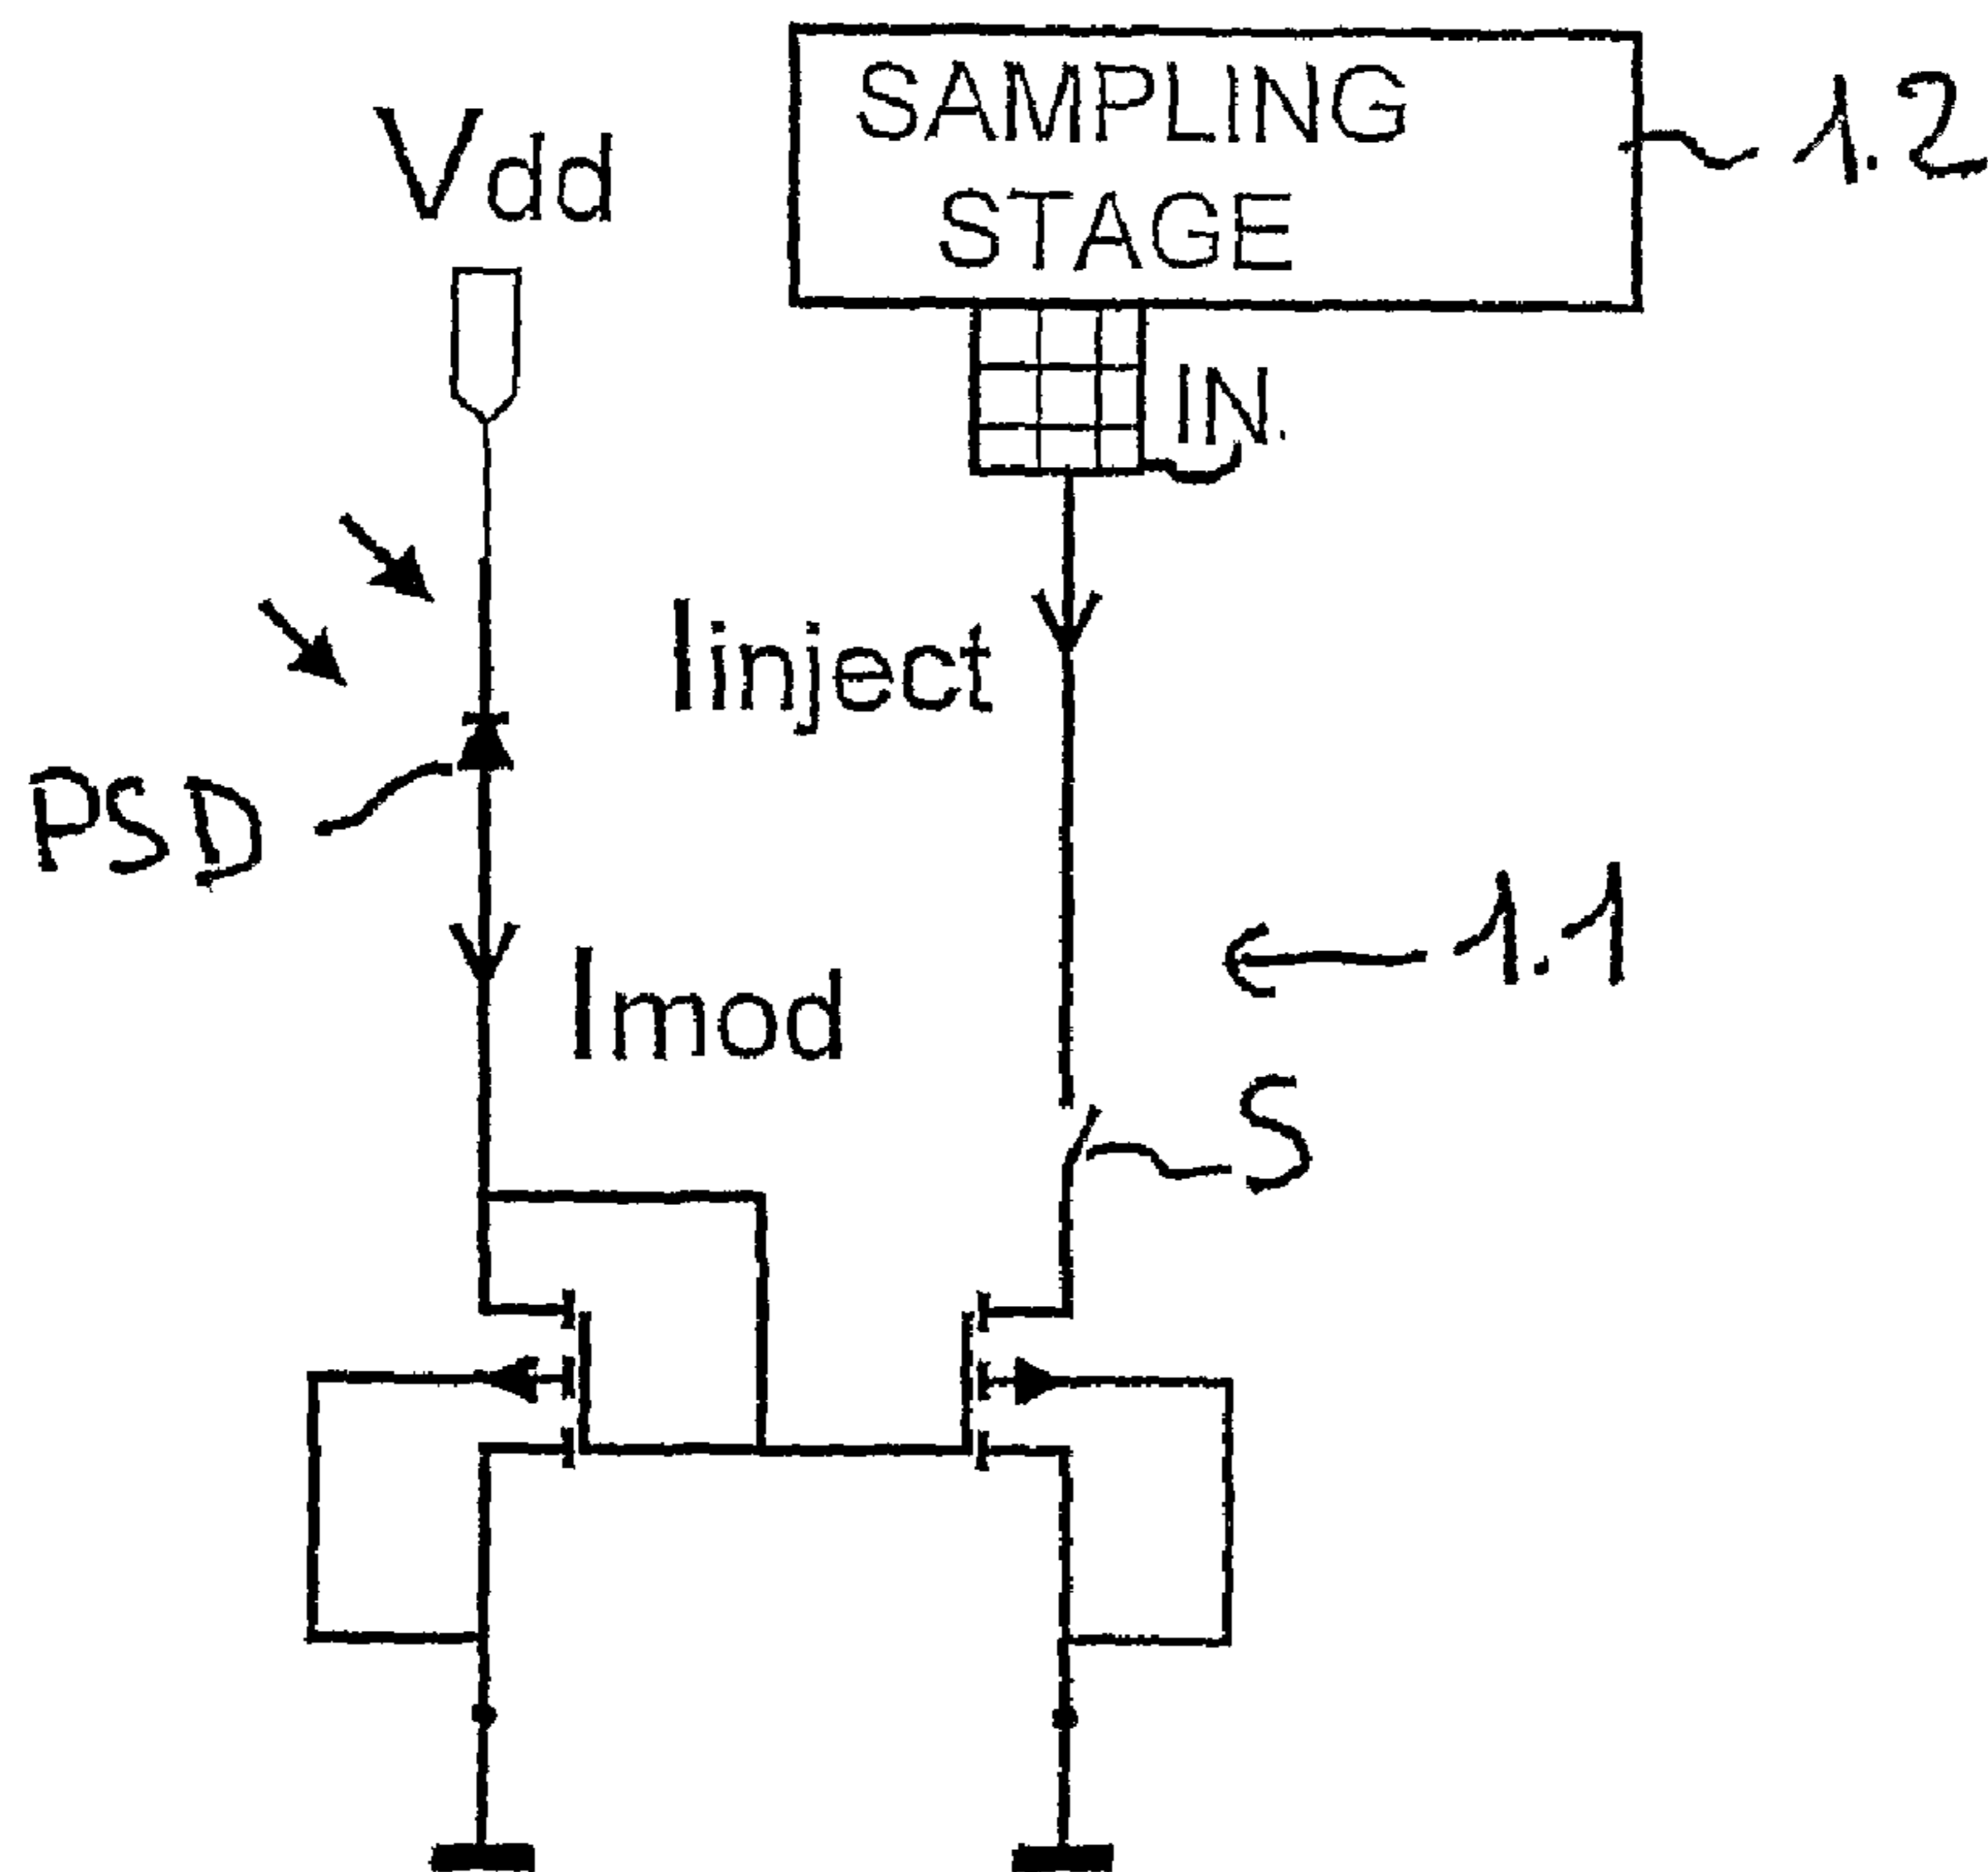 SAMPLING
STAGE
1.2
Vdd
IN.
Iinject
PSD
1.1
Imod
S